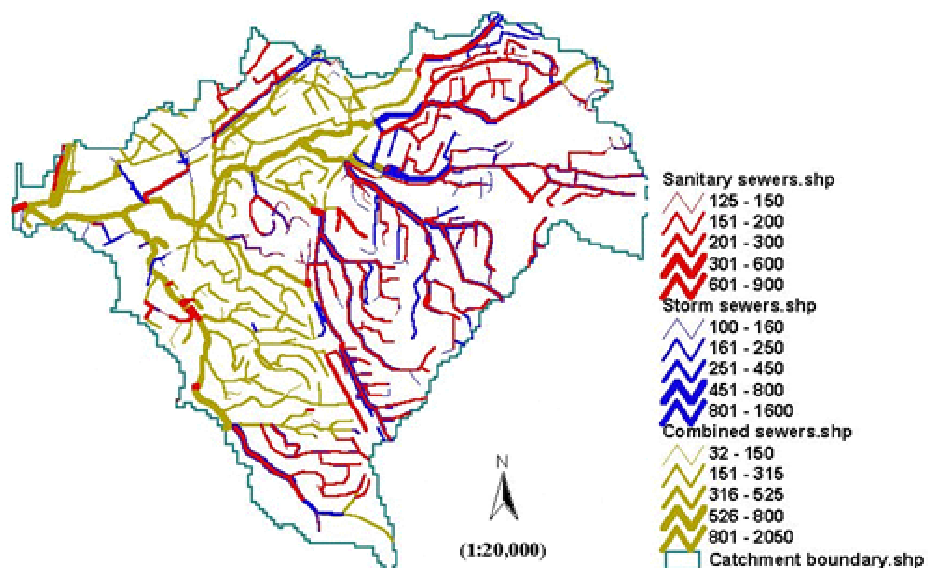 Sanitary sewers.shp
125 - 150
151 - 200
201 - 300
301 - 600
601 - 900
Storm sewers.shp
100 - 160
161 - 250
251 - 450
451 - 800
801 - 1600
Combined sewers.shp
32 - 150
151 - 315
316 - 525
526 - 800
801 - 2050
Catchment boundary.shp
N
(1:20,000)